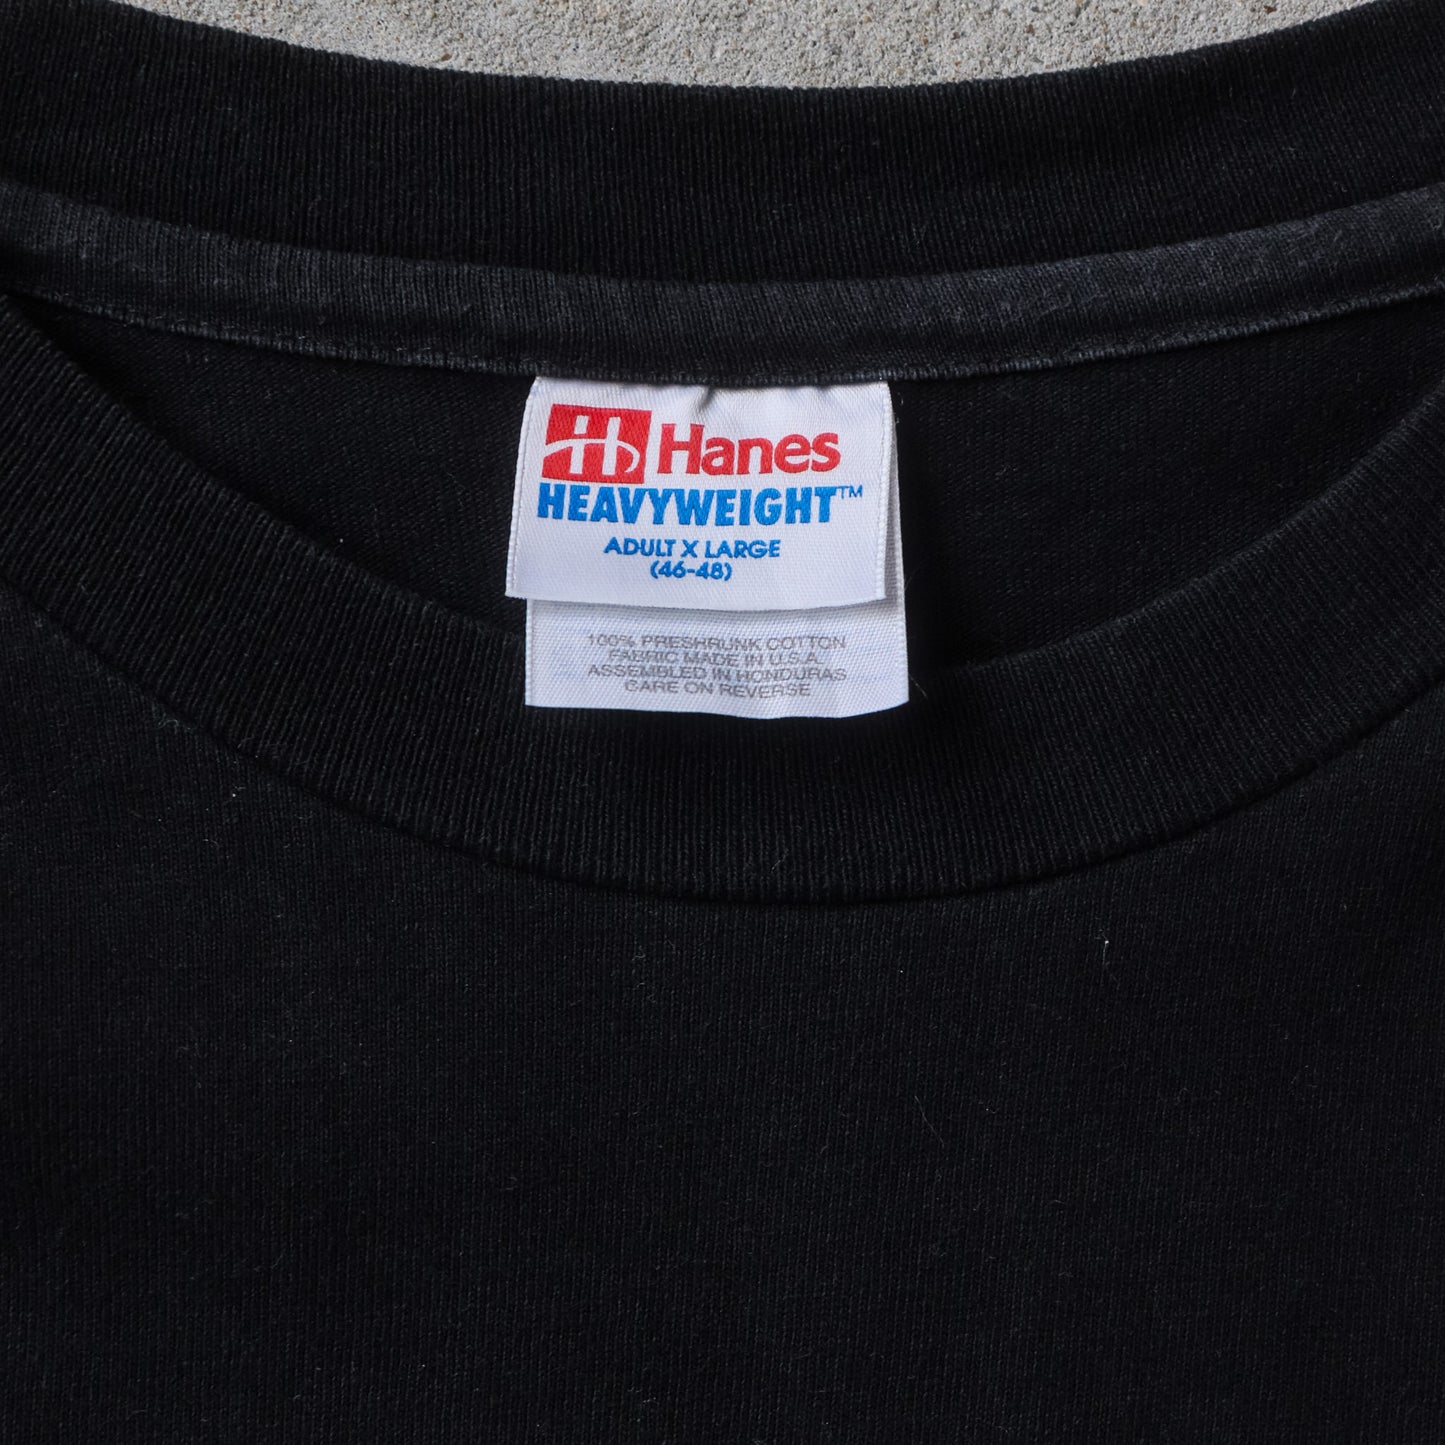 H Hanes
HEAVYWEIGHT™
ADULT X LARGE
(46-48)
100% PRESHRUNK COTTON
FABRIC MADE IN U.S.A.
ASSEMBLED IN HONDURAS
CARE ON REVERSE